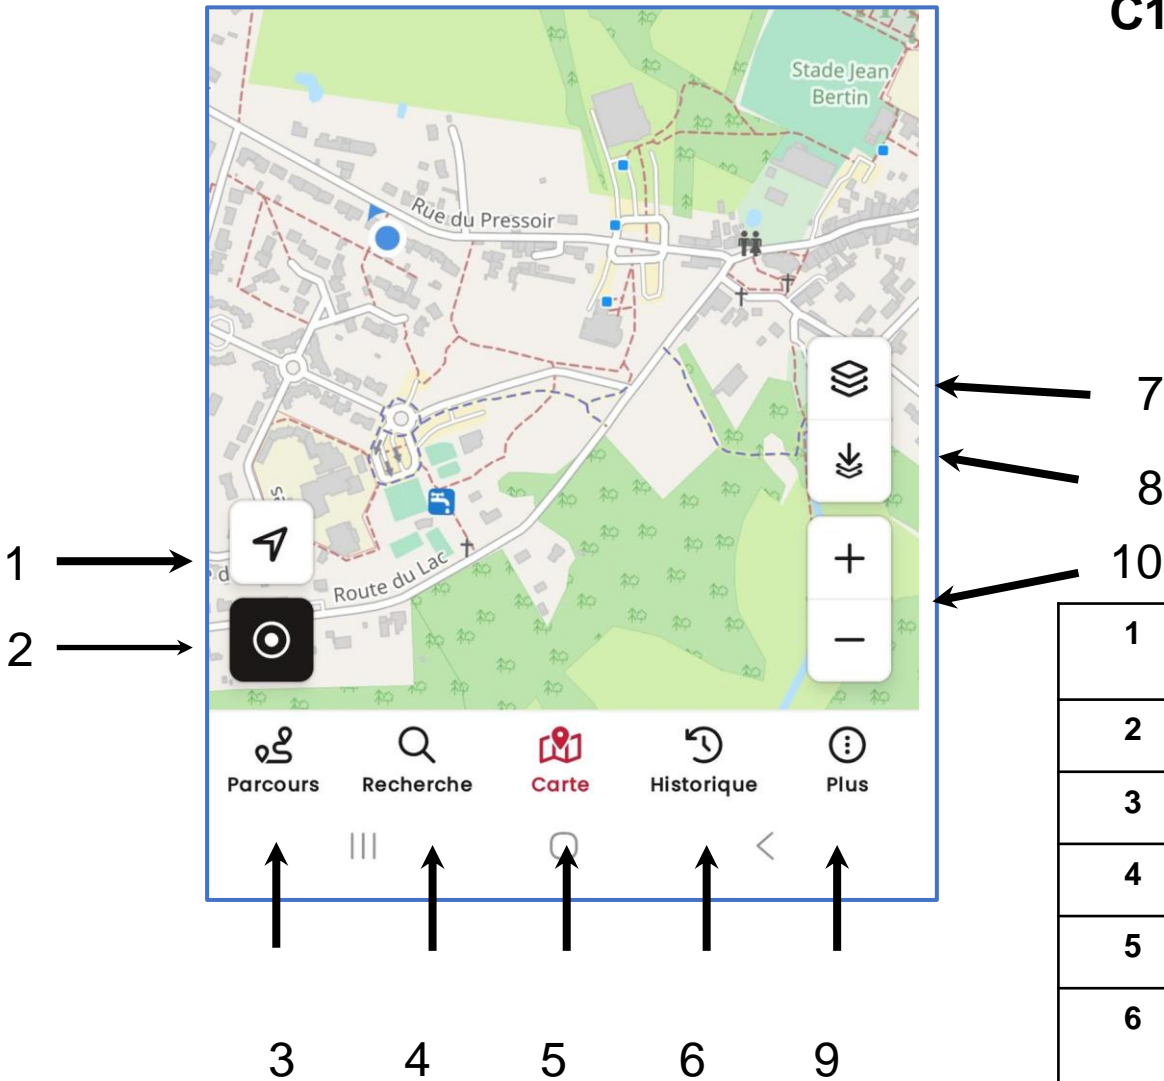 C1
Stade Jean
Bertin
Rue du Pressoir
Route du Lac
Parcours
Recherche
Carte
Historique
Plus
1
2
3
4
5
6
9
7
8
10
1
2
3
4
5
6